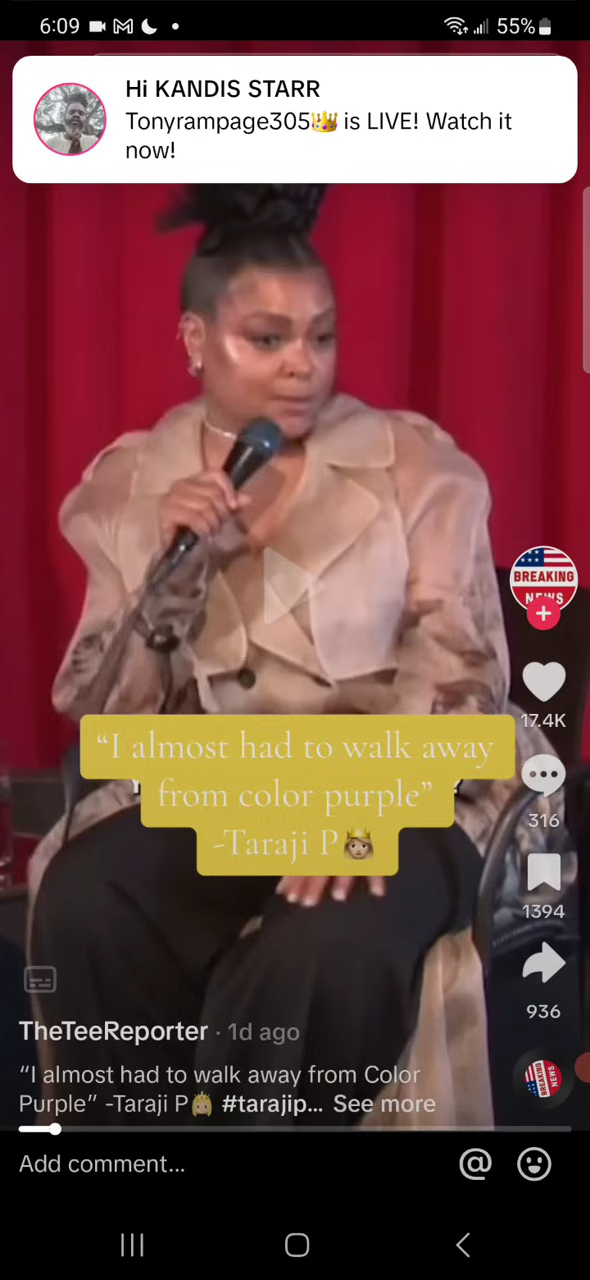 6:09
55%
Hi KANDIS STARR
Tonyrampage305👑 is LIVE! Watch it
now!
BREAKING
NEWS
17.4K
“I almost had to walk away
from color purple”
-Taraji P👸🏼
316
1394
936
TheTeeReporter · 1d ago
“I almost had to walk away from Color
Purple” -Taraji P👸🏼 #tarajip... See more
BREAKING
NEWS
Add comment...
@